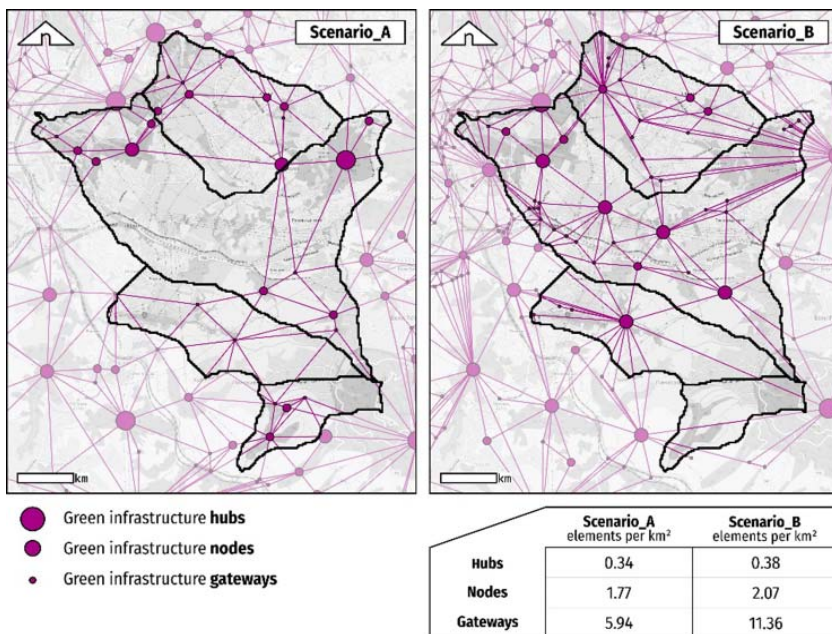 Scenario_A
Scenario_B
km
km
Green infrastructure hubs
Green infrastructure nodes
Green infrastructure gateways
Scenario_A
elements per km²
Scenario_B
elements per km²
Hubs
0.34
0.38
Nodes
1.77
2.07
Gateways
5.94
11.36